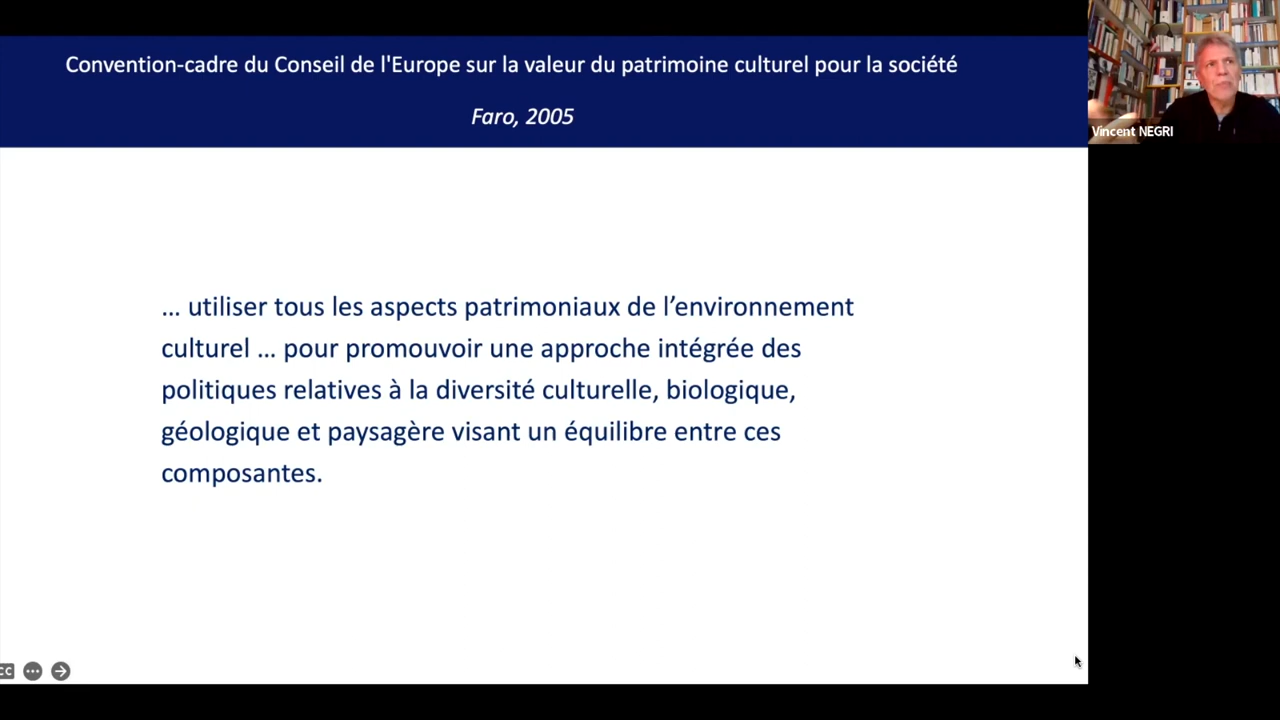 Convention-cadre du Conseil de l'Europe sur la valeur du patrimoine culturel pour la société
Faro, 2005
Vincent NEGRI
... utiliser tous les aspects patrimoniaux de l’environnement
culturel ... pour promouvoir une approche intégrée des
politiques relatives à la diversité culturelle, biologique,
géologique et paysagère visant un équilibre entre ces
composantes.
CC